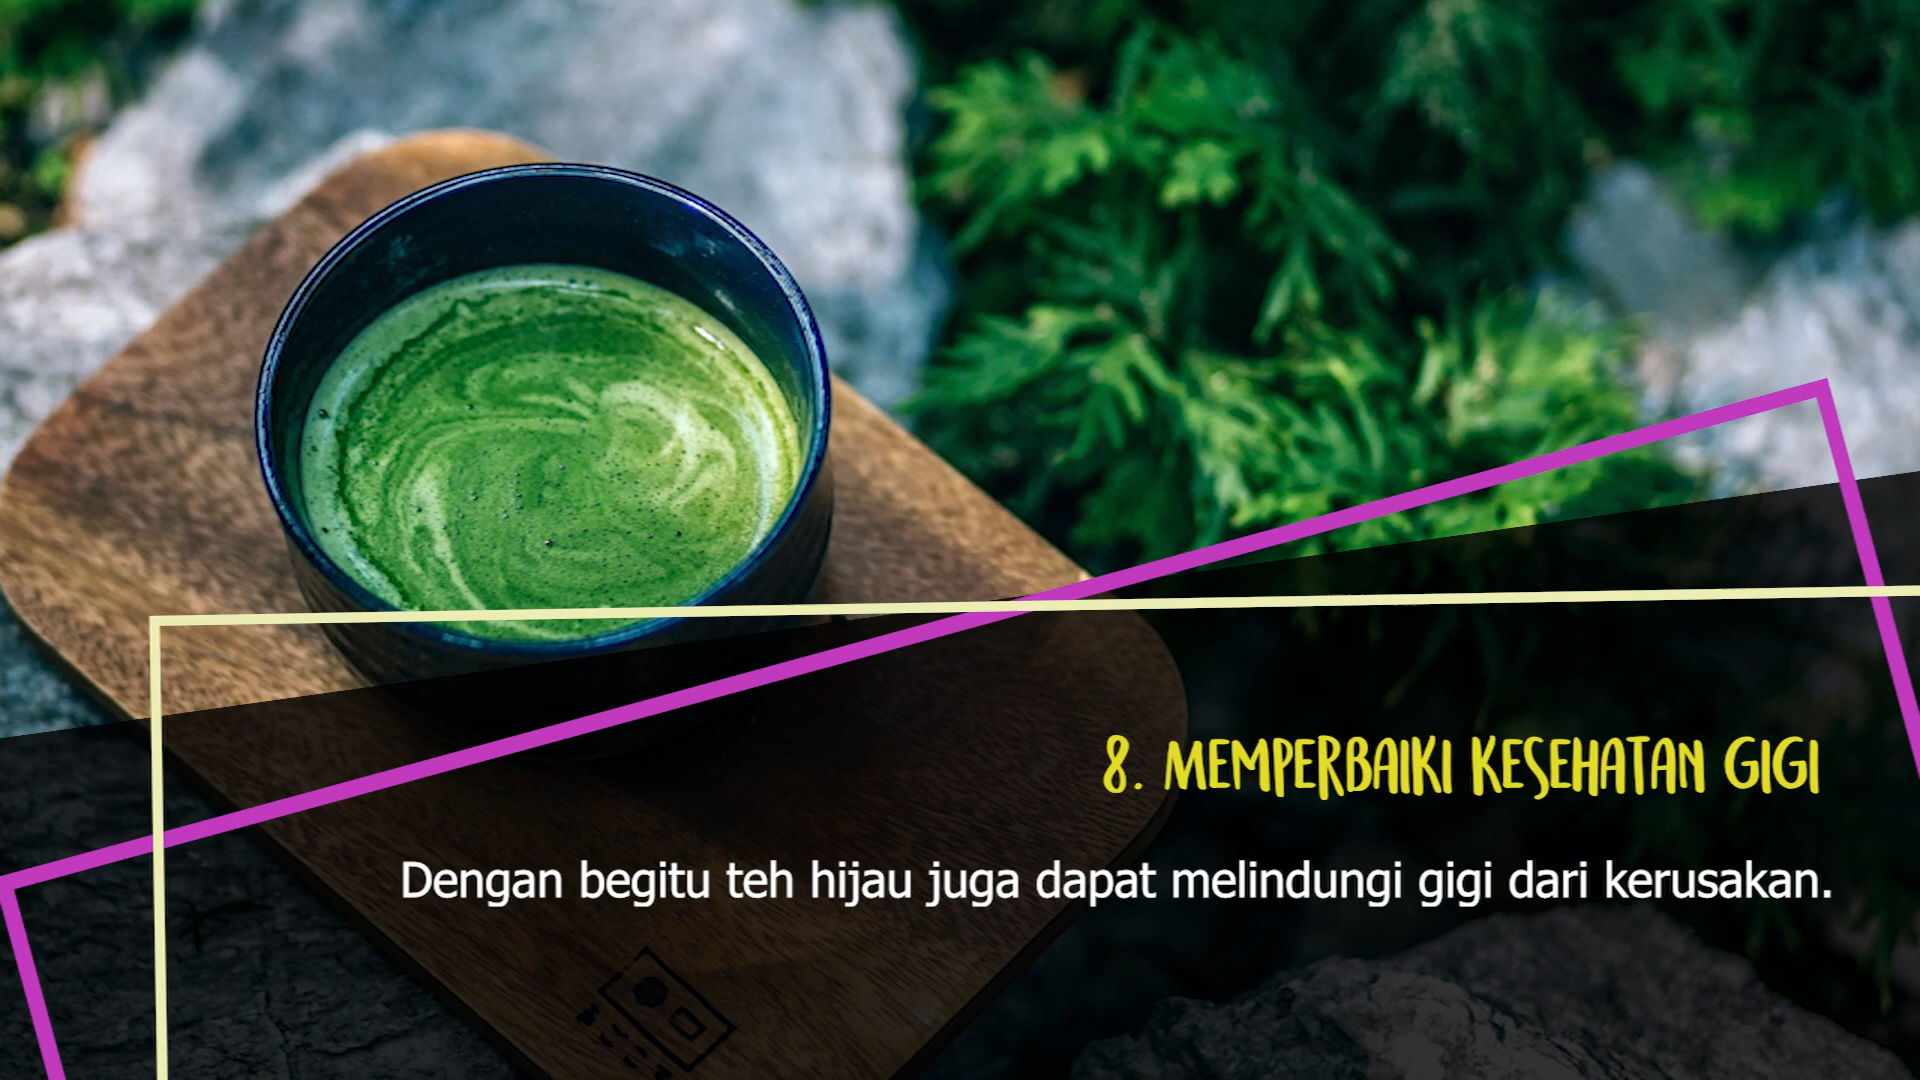 8. MEMPERBAIKI KESEHATAN GIGI
Dengan begitu teh hijau juga dapat melindungi gigi dari kerusakan.